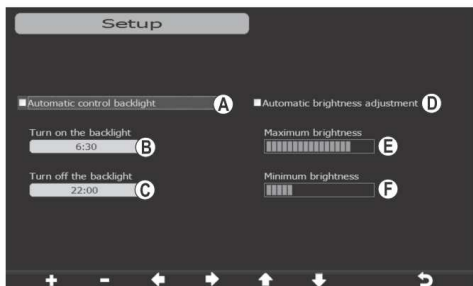 Setup
Automatic control backlight A
Automatic brightness adjustment D
Turn on the backlight
6:30 B
Maximum brightness
E
Turn off the backlight
22:00 C
Minimum brightness
F